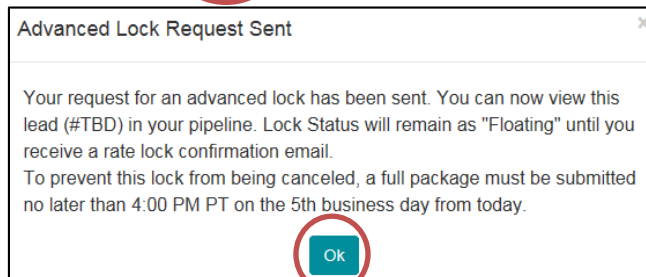 Advanced Lock Request Sent
Your request for an advanced lock has been sent. You can now view this
lead (#TBD) in your pipeline. Lock Status will remain as "Floating" until you
receive a rate lock confirmation email.
To prevent this lock from being canceled, a full package must be submitted
no later than 4:00 PM PT on the 5th business day from today.
Ok